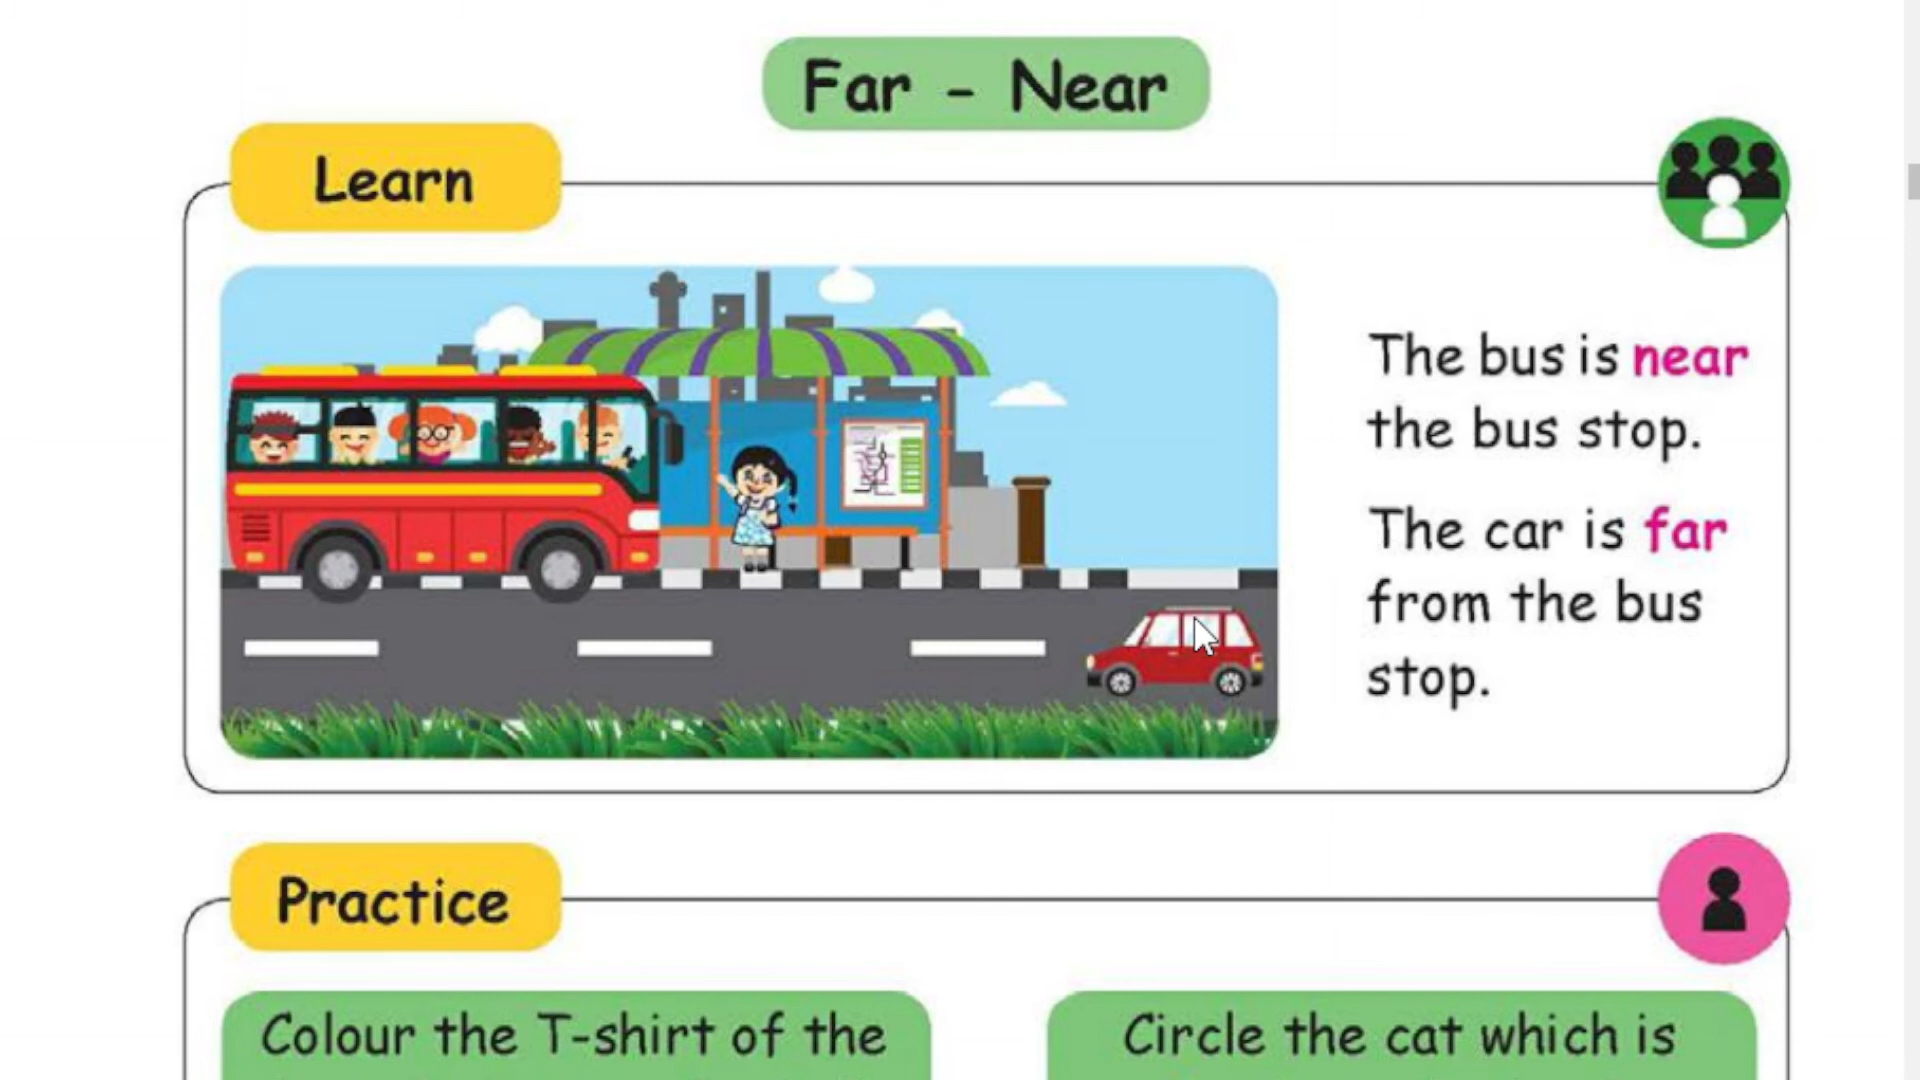 Far - Near
Learn
The bus is near
the bus stop.
The car is far
from the bus
stop.
Practice
Colour the T-shirt of the
Circle the cat which is